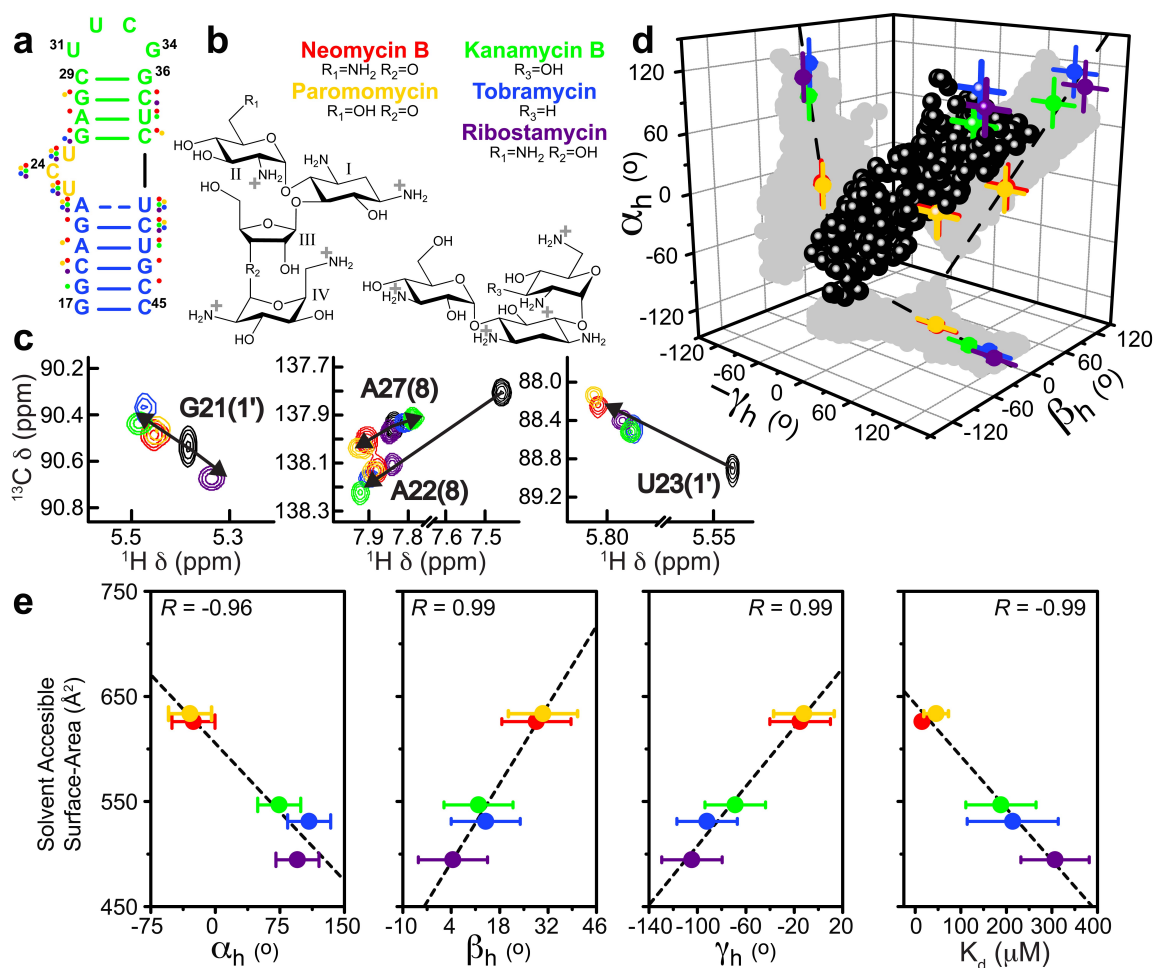 a
U C
31 U G 34
29 C G 36
G C
A U
G C
U
24 C
U
A U
G C
A U
C G
17 G C 45
b
Neomycin B
R1=NH2 R2=O
Kanamycin B
R3=OH
Paromomycin
R1=OH R2=O
Tobramycin
R3=H
Ribostamycin
R1=NH2 R2=OH
R1
HO
HO
II
NH2
+
O
H2N
I
O
NH2
+
OH
HO
O
O
III
R2
OH
NH2
+
H2N
+
O
IV
HO
OH
OH
HO
HO
H2N
+
O
OH
O
H2N
+
HO
R3
H2N
+
O
HO
O
H2N
+
NH2
+
c
90.2
90.4
90.6
90.8
13C δ (ppm)
G21(1')
5.5 5.3
1H δ (ppm)
137.7
137.9
138.1
138.3
A27(8)
A22(8)
7.9 7.8 7.6 7.5
1H δ (ppm)
88.0
88.4
88.8
89.2
U23(1')
5.80 5.55
1H δ (ppm)
d
αh (o)
120
60
0
-60
-120
-120
-60
0
60
120
-γh (o)
-60
0
60
120
βh (o)
e
Solvent Accesible
Surface-Area (Å2)
750
650
550
450
R = -0.96
-75 0 75 150
αh (o)
R = 0.99
-10 4 18 32 46
βh (o)
R = 0.99
-140 -100 -60 -20 20
γh (o)
R = -0.99
0 100 200 300 400
Kd (μM)